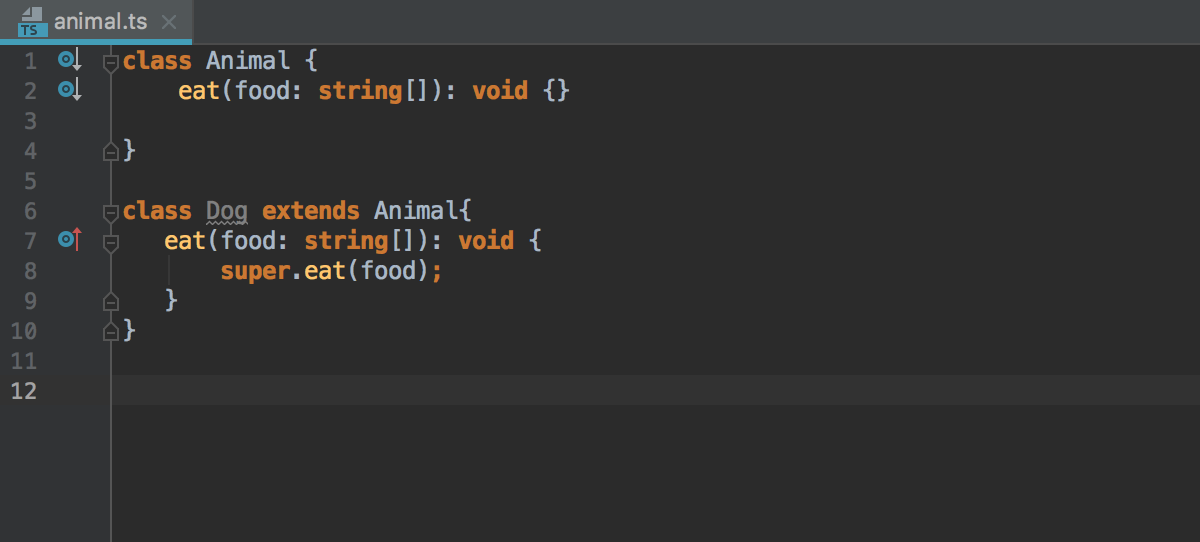 animal.ts
TS
1 class Animal {
2     eat(food: string[]): void {}
3
4 }
5
6 class Dog extends Animal{
7    eat(food: string[]): void {
8        super.eat(food);
9    }
10 }
11
12